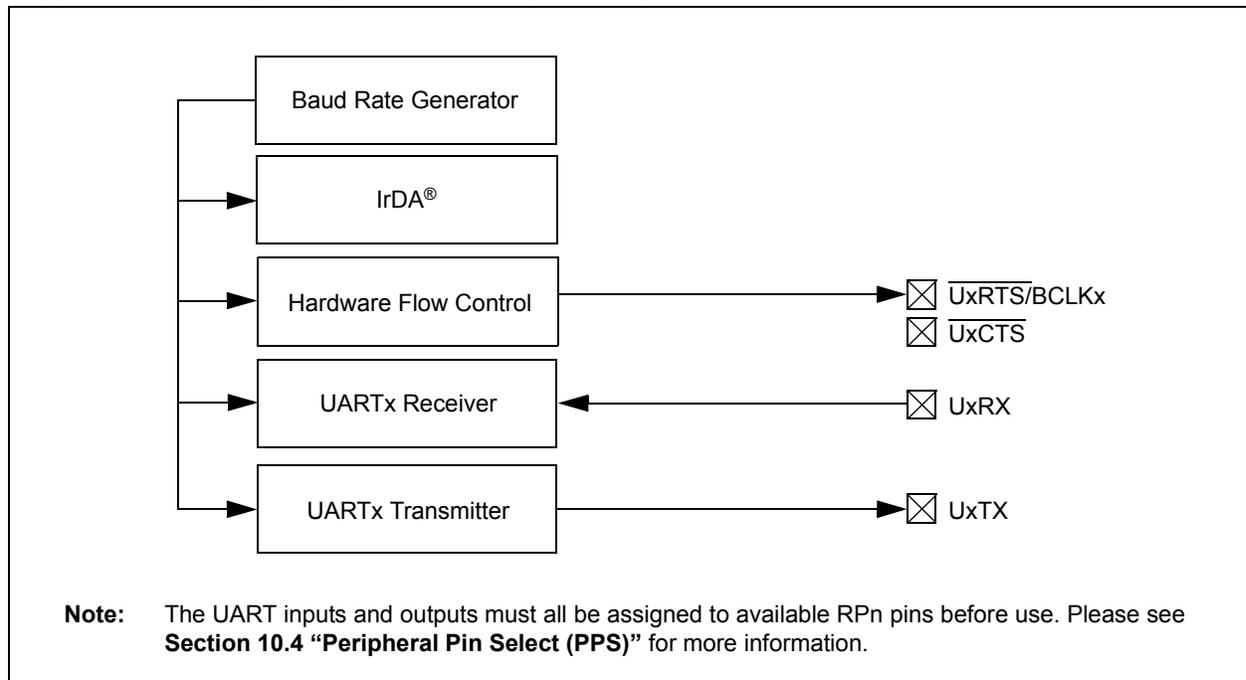 Baud Rate Generator
IrDA®
Hardware Flow Control
UxRTS/BCLKx
UxCTS
UARTx Receiver
UxRX
UARTx Transmitter
UxTX
Note: The UART inputs and outputs must all be assigned to available RPn pins before use. Please see
Section 10.4 “Peripheral Pin Select (PPS)” for more information.